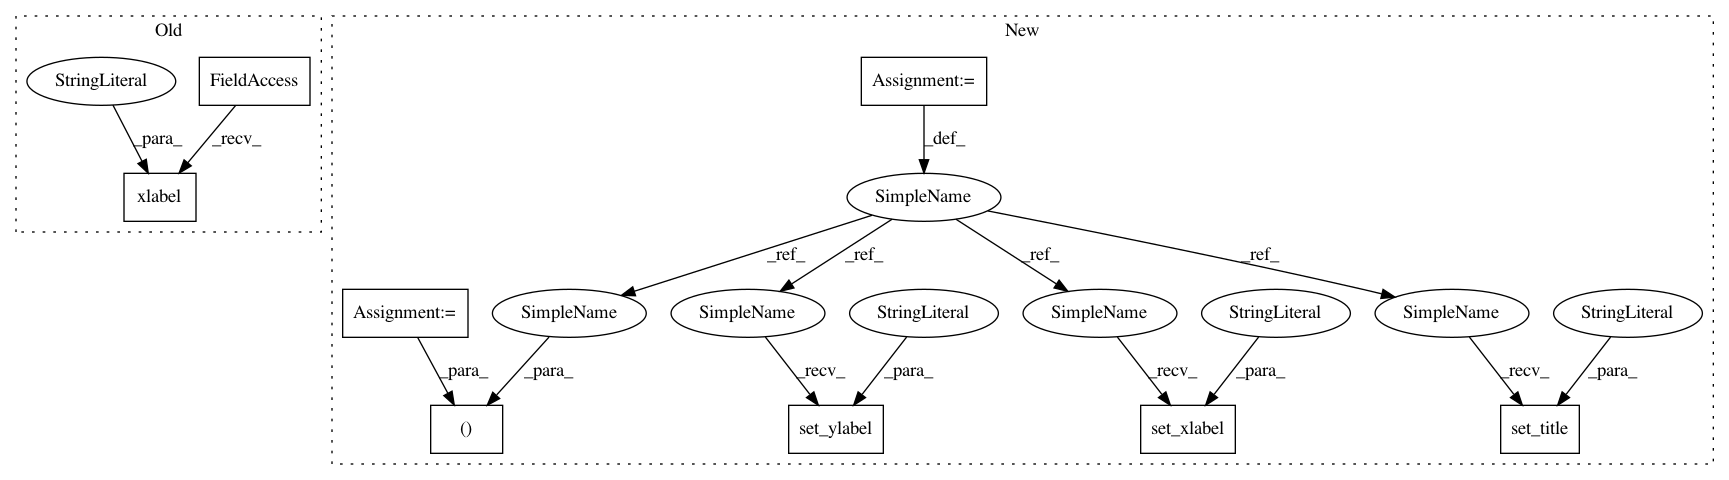 Old
New
StringLiteral
FieldAccess
Assignment:=
_para_
_recv_
_def_
xlabel
SimpleName
_ref_
_ref_
_ref_
_ref_
Assignment:=
SimpleName
SimpleName
StringLiteral
SimpleName
StringLiteral
SimpleName
StringLiteral
_para_
_para_
_recv_
_para_
_recv_
_para_
_recv_
_para_
()
set_ylabel
set_xlabel
set_title